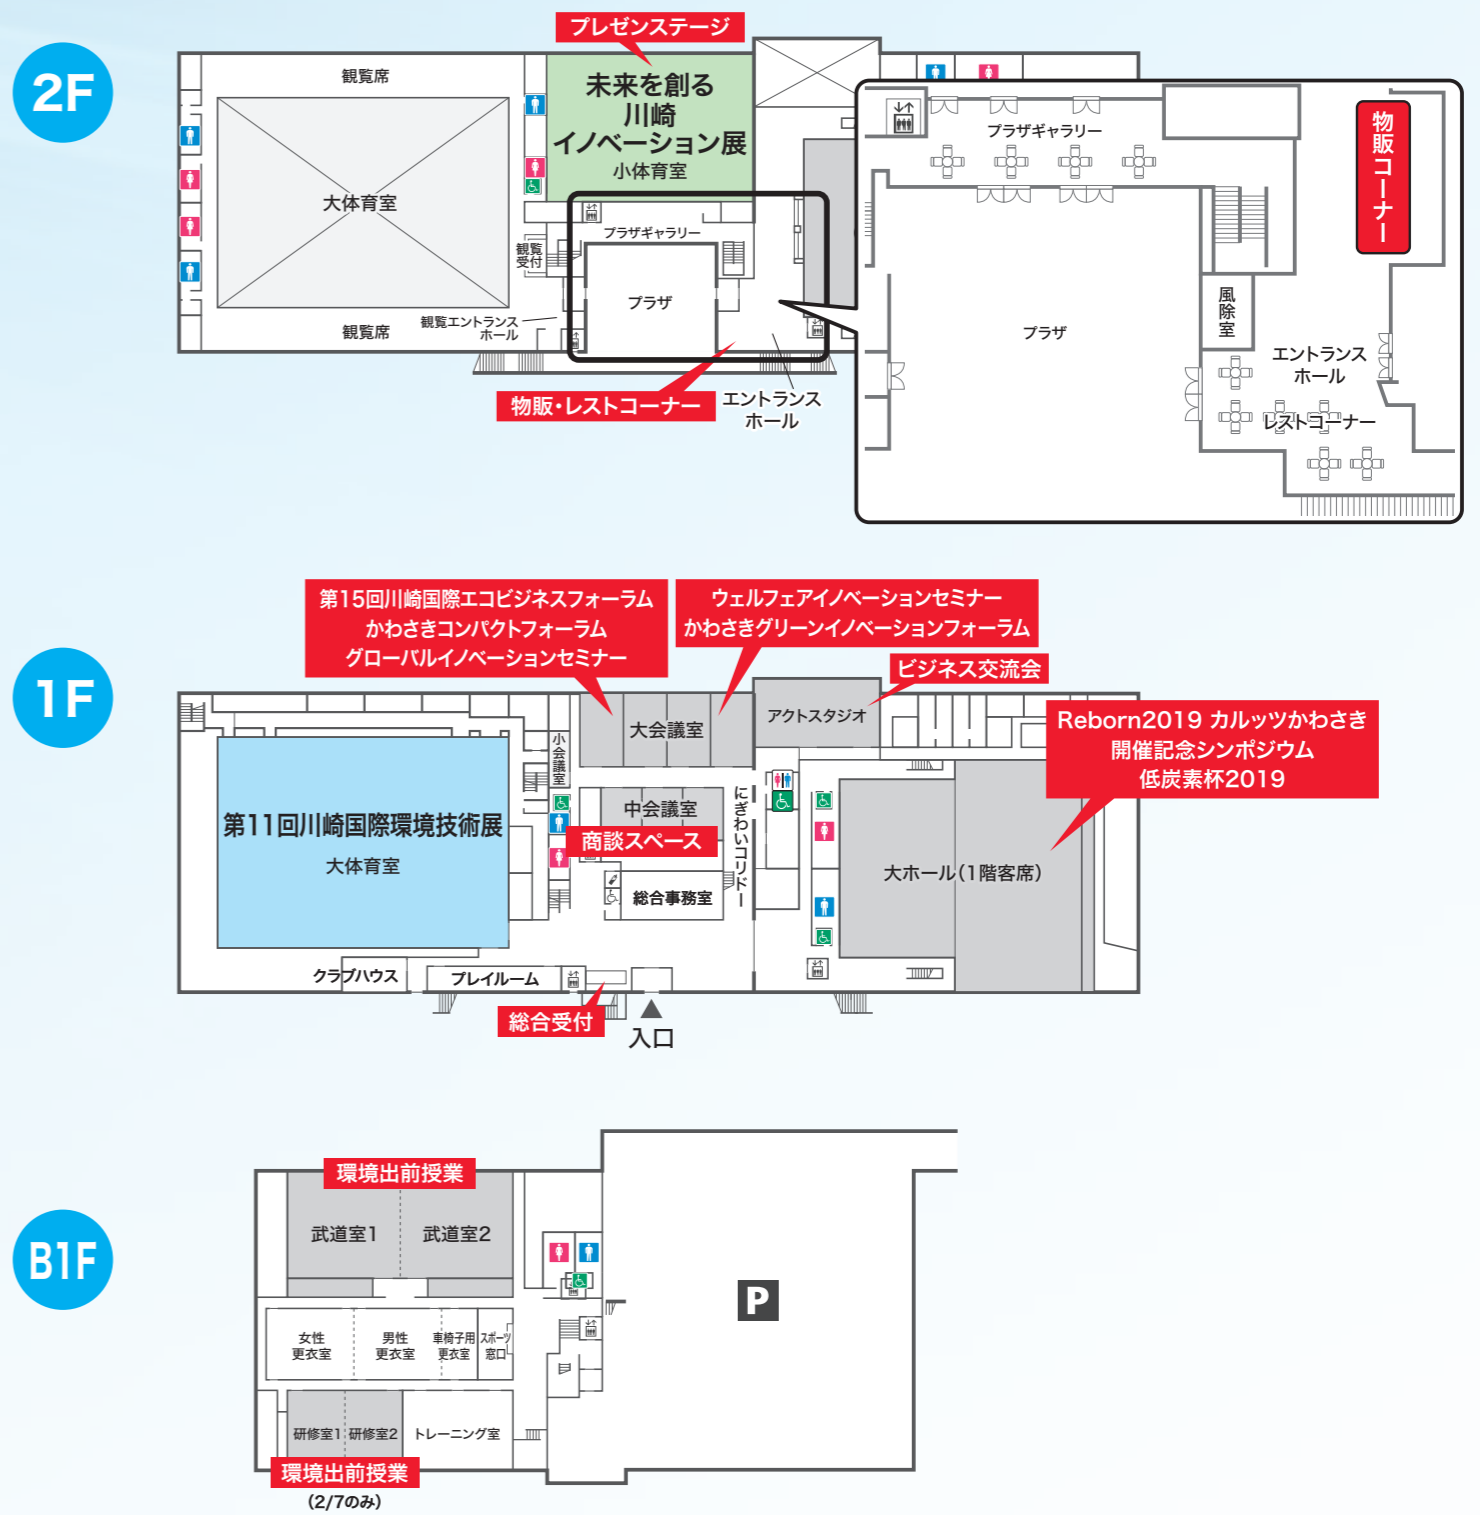 2F
プレゼンステージ
未来を創る
川崎
イノベーション展
小体育室
観覧席
大体育室
観覧席
観覧
受付
プラザギャラリー
プラザ
観覧エントランス
ホール
物販・レストコーナー
エントランス
ホール
プラザギャラリー
物販コーナー
プラザ
風除室
エントランス
ホール
レストコーナー
1F
第15回川崎国際エコビジネスフォーラム
かわさきコンパクトフォーラム
グローバルイノベーションセミナー
ウェルフェアイノベーションセミナー
かわさきグリーンイノベーションフォーラム
ビジネス交流会
Reborn2019 カルッツかわさき
開催記念シンポジウム
低炭素杯2019
第11回川崎国際環境技術展
大体育室
小会議室
大会議室
アクトスタジオ
中会議室
商談スペース
総合事務室
にぎわいコリドー
大ホール(1階客席)
クラブハウス
プレイルーム
総合受付
入口
B1F
環境出前授業
武道室1
武道室2
女性
更衣室
男性
更衣室
車椅子用
更衣室
スポーツ
窓口
研修室1
研修室2
トレーニング室
環境出前授業
(2/7のみ)
P